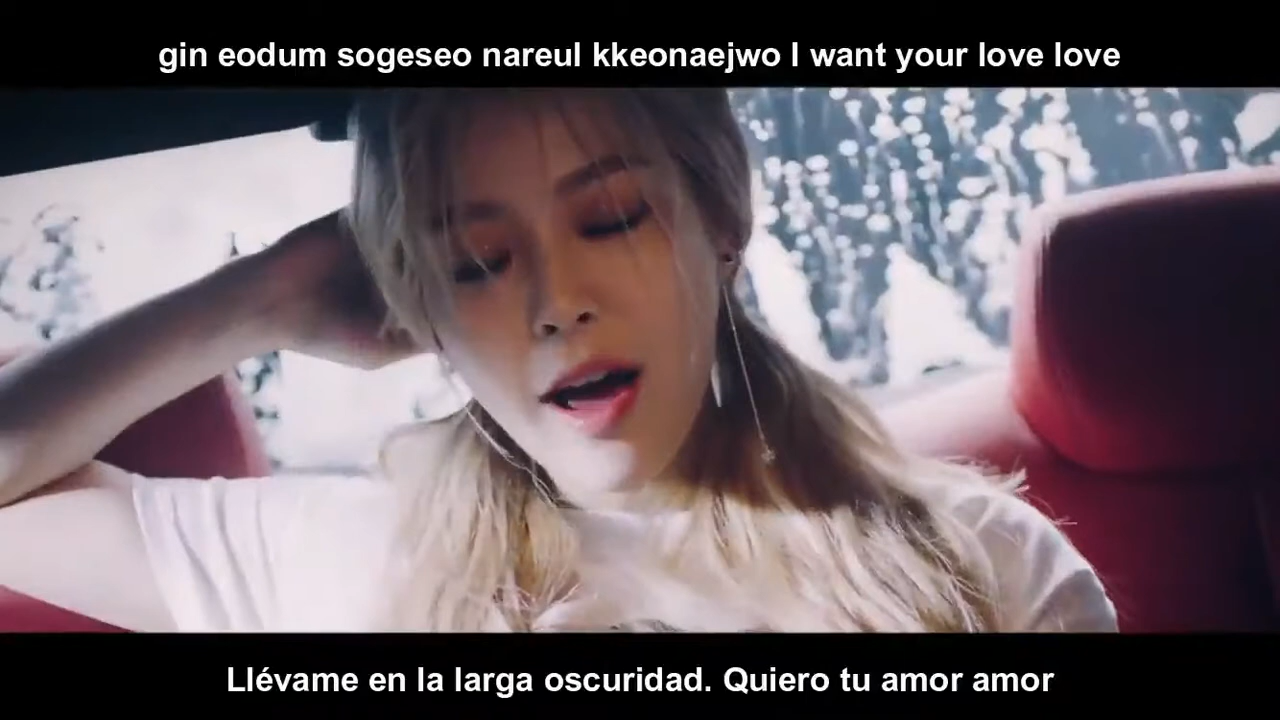 gin eodum sogeseo nareul kkeonaejwo I want your love love
Llévame en la larga oscuridad. Quiero tu amor amor